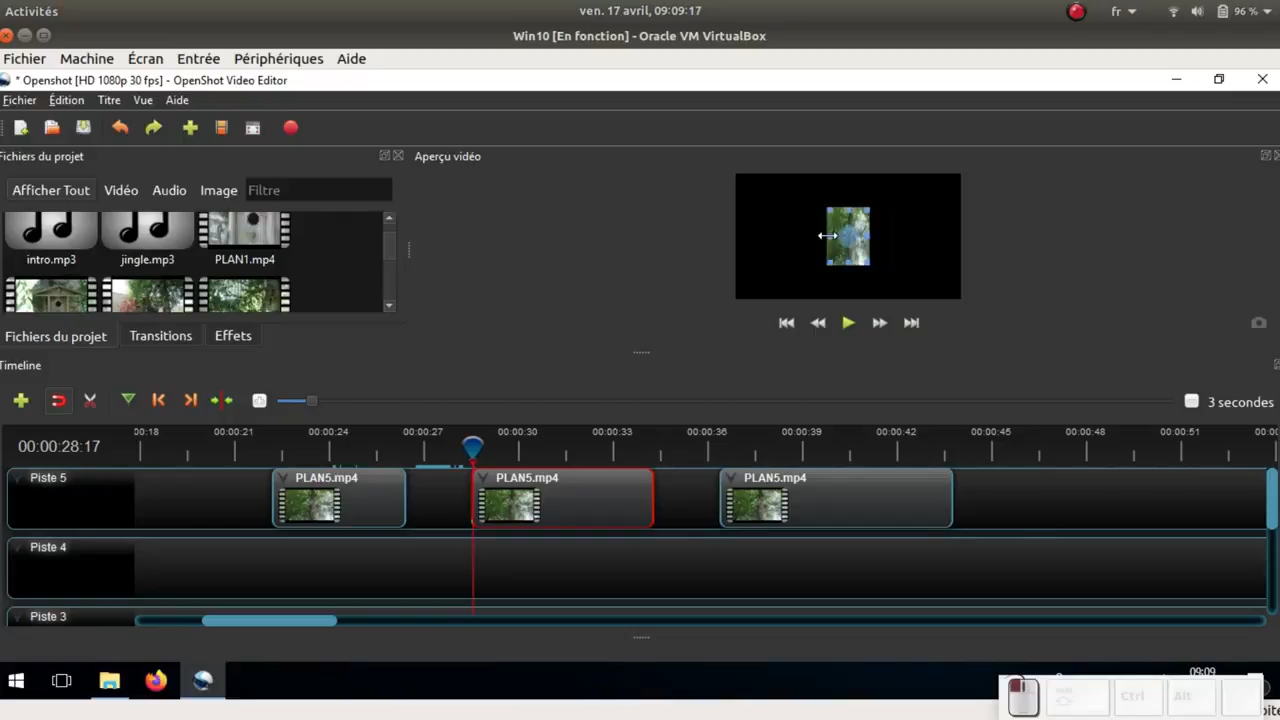 Activités
ven. 17 avril, 09:09:17
fr
96 %
Win10 [En fonction] - Oracle VM VirtualBox
Fichier Machine Écran Entrée Périphériques Aide
* Openshot [HD 1080p 30 fps] - OpenShot Video Editor
Fichier Édition Titre Vue Aide
Fichiers du projet
Aperçu vidéo
Afficher Tout Vidéo Audio Image Filtre
intro.mp3 jingle.mp3 PLAN1.mp4
Fichiers du projet Transitions Effets
Timeline
3 secondes
00:00:28:17
00:18 00:00:21 00:00:24 00:00:27 00:00:30 00:00:33 00:00:36 00:00:39 00:00:42 00:00:45 00:00:48 00:00:51
Piste 5
PLAN5.mp4 PLAN5.mp4 PLAN5.mp4
Piste 4
Piste 3
09:09
Ctrl Alt